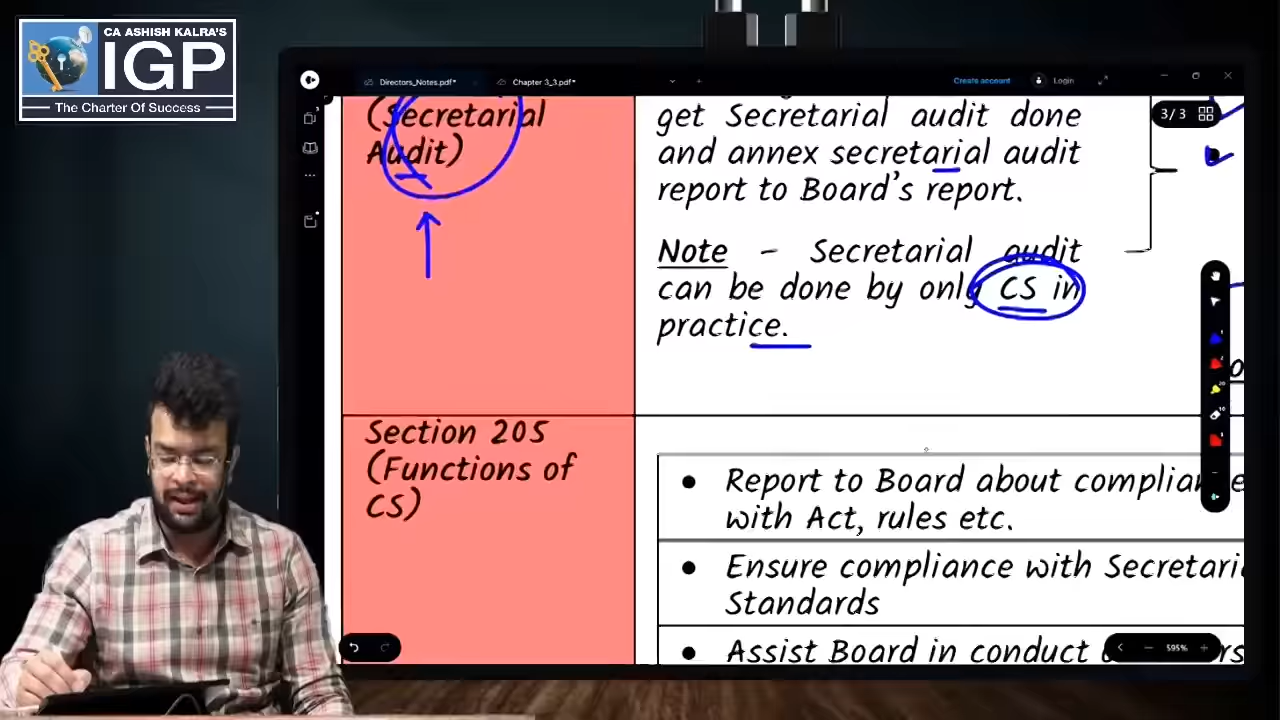 CA ASHISH KALRA'S
IGP
The Charter Of Success
Directors_Notes.pdf*
Chapter 3_3.pdf*
Create account
Login
3/3
(Secretarial
Audit)
get Secretarial audit done
and annex secretarial audit
report to Board's report.
Note – Secretarial audit
can be done by only CS in
practice.
Section 205
(Functions of
CS)
• Report to Board about compliance
with Act, rules etc.
• Ensure compliance with
Standards
• Assist Board in conduct
595%